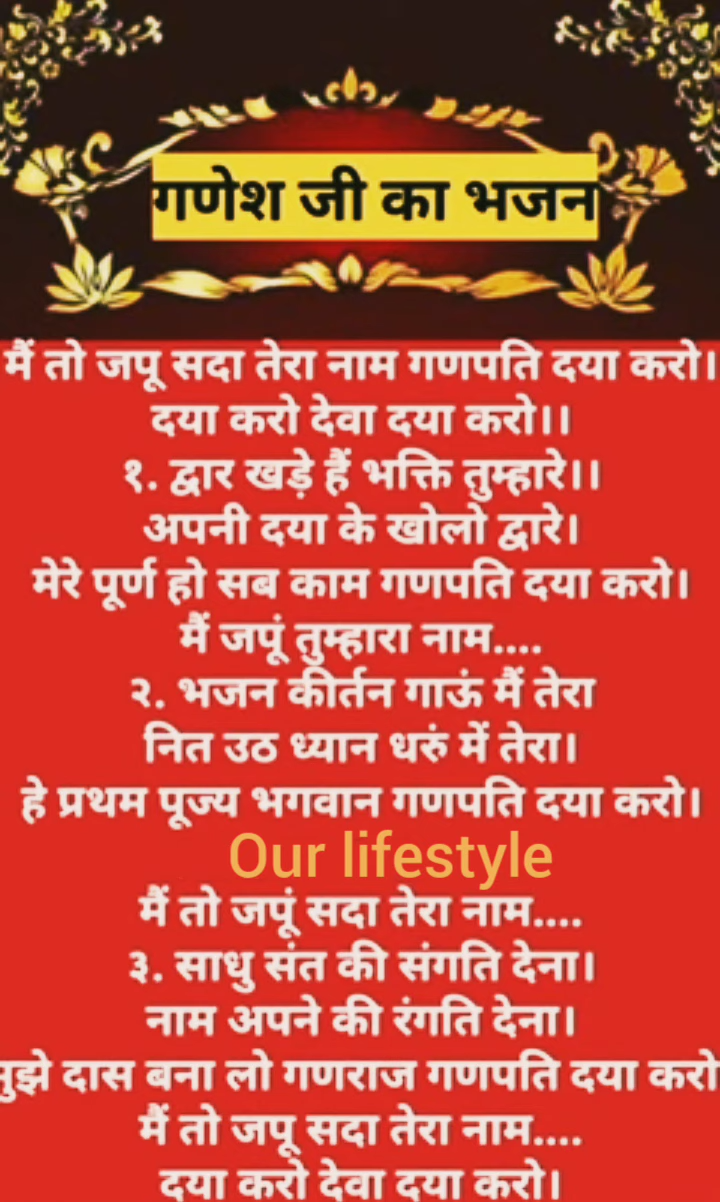 गणेश जी का भजन
मैं तो जपू सदा तेरा नाम गणपति दया करो।
दया करो देवा दया करो।।
१. द्वार खड़े हैं भक्ति तुम्हारे।।
अपनी दया के खोलो द्वारे।
मेरे पूर्ण हो सब काम गणपति दया करो।
मैं जपूं तुम्हारा नाम....
२. भजन कीर्तन गाऊं मैं तेरा
नित उठ ध्यान धरुं में तेरा।
हे प्रथम पूज्य भगवान गणपति दया करो।
Our lifestyle
मैं तो जपूं सदा तेरा नाम....
३. साधु संत की संगति देना।
नाम अपने की रंगति देना।
मुझे दास बना लो गणराज गणपति दया करो
मैं तो जपू सदा तेरा नाम....
दया करो देवा दया करो।